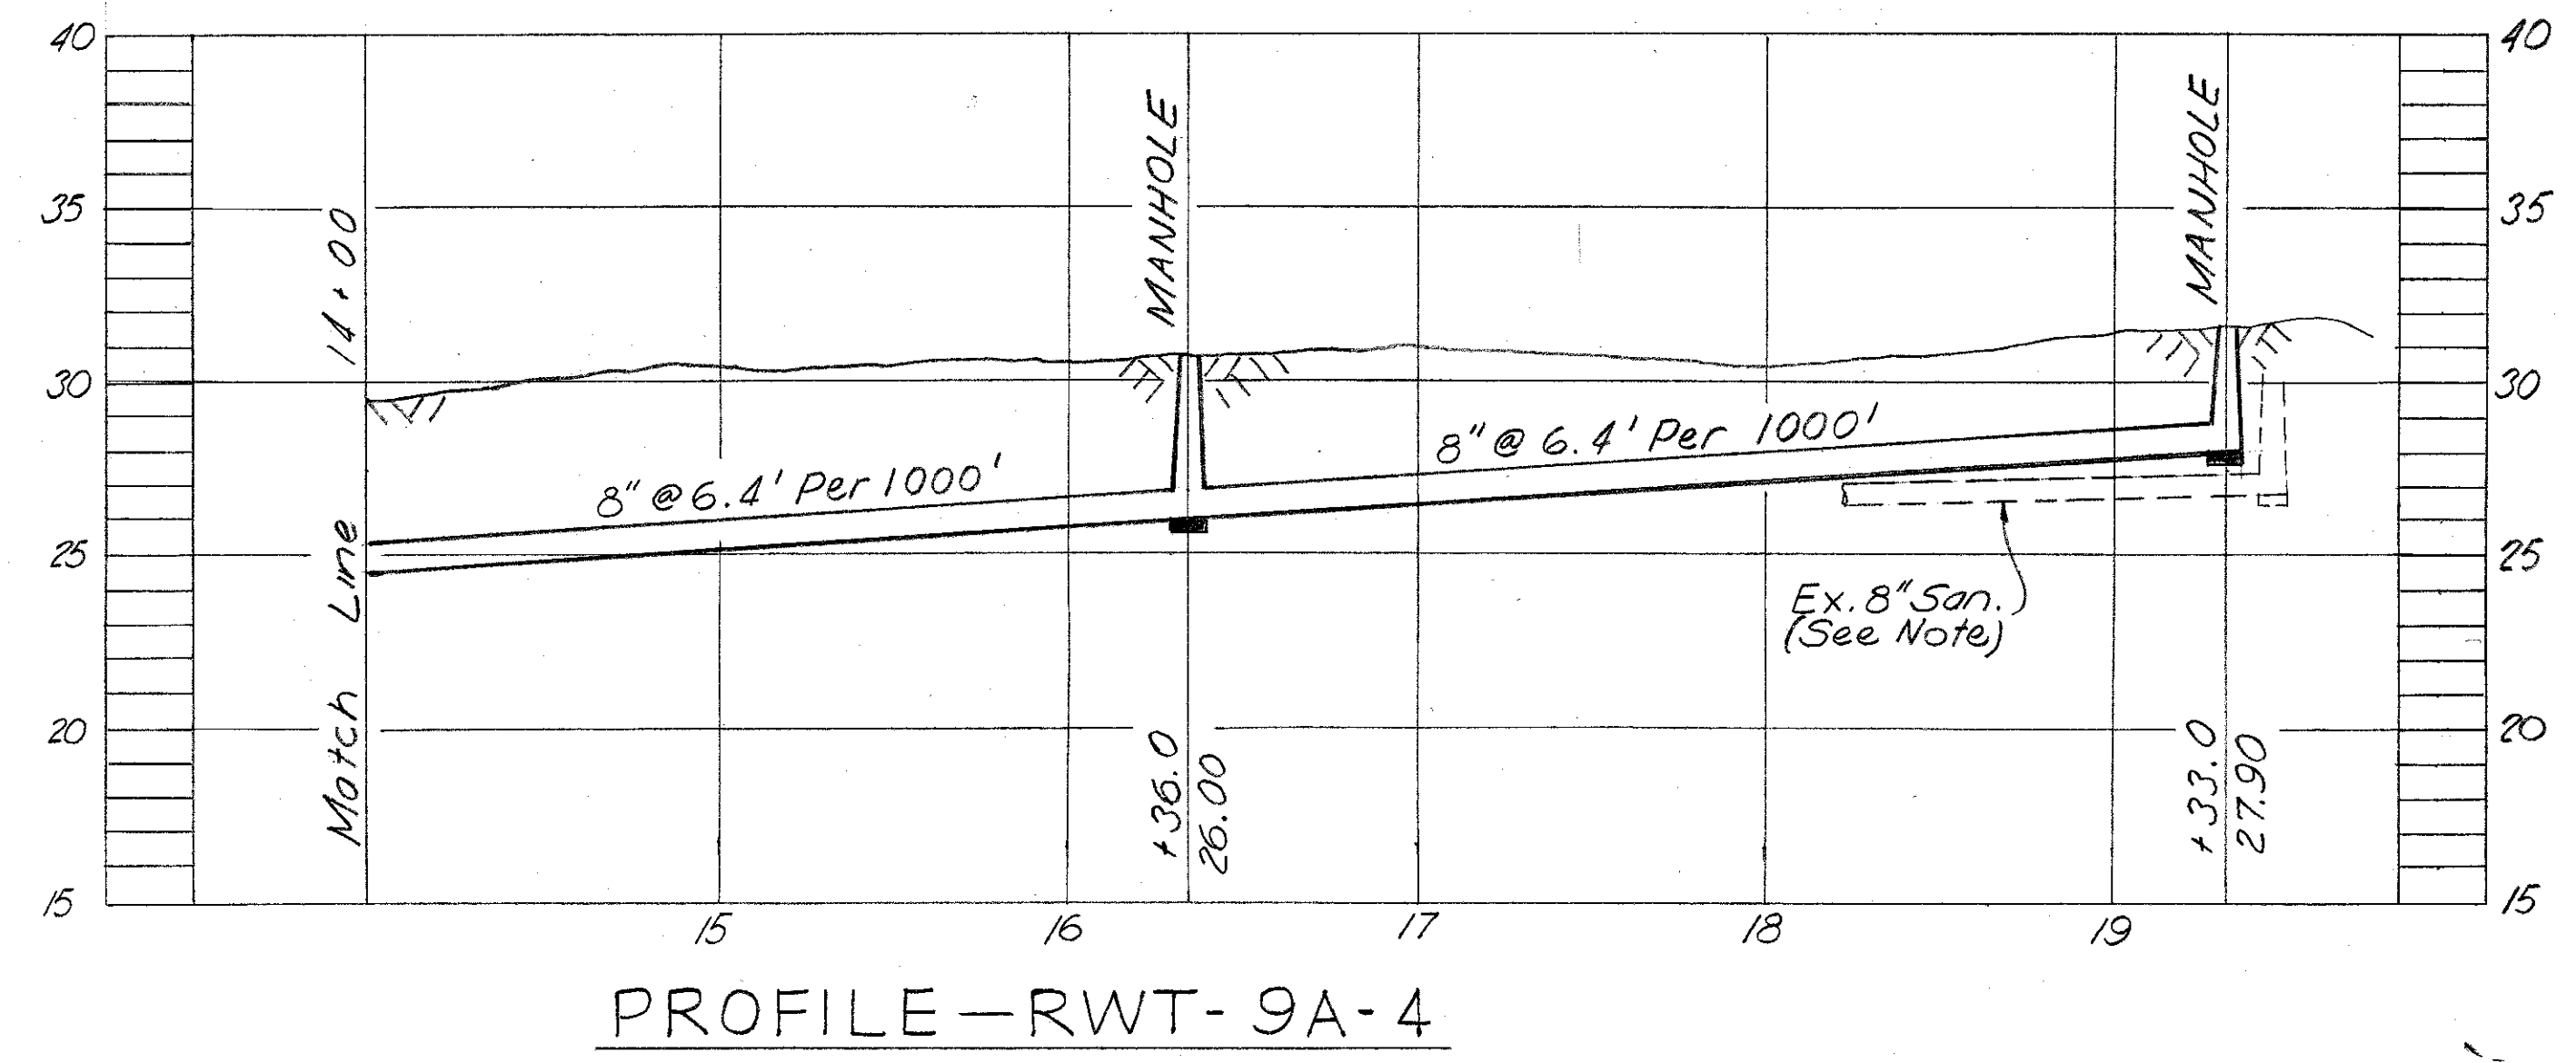 40
35
30
25
20
15
Match Line 14+00
8" @ 6.4' Per 1000'
MANHOLE
+36.0
26.00
8" @ 6.4' Per 1000'
Ex. 8" San.
(See Note)
MANHOLE
+33.0
27.90
40
35
30
25
20
15
15
16
17
18
19
PROFILE — RWT - 9A - 4